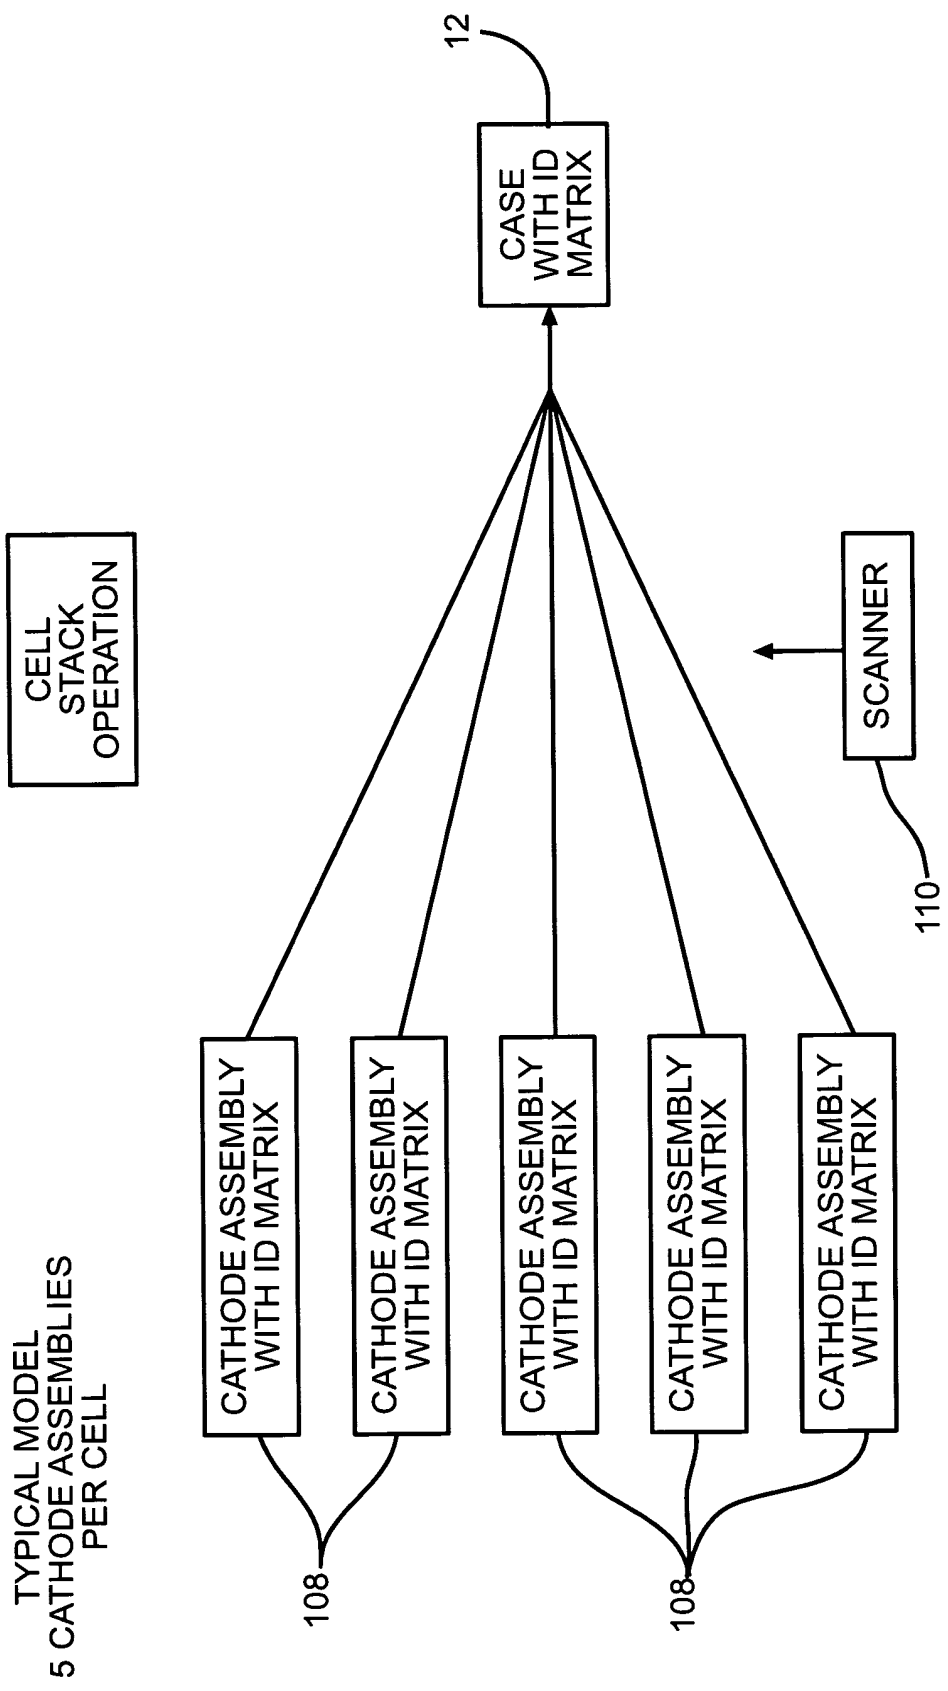 TYPICAL MODEL
5 CATHODE ASSEMBLIES
PER CELL
CELL
STACK
OPERATION
108
CATHODE ASSEMBLY
WITH ID MATRIX
CATHODE ASSEMBLY
WITH ID MATRIX
108
CATHODE ASSEMBLY
WITH ID MATRIX
CATHODE ASSEMBLY
WITH ID MATRIX
CATHODE ASSEMBLY
WITH ID MATRIX
CASE
WITH ID
MATRIX
12
SCANNER
110